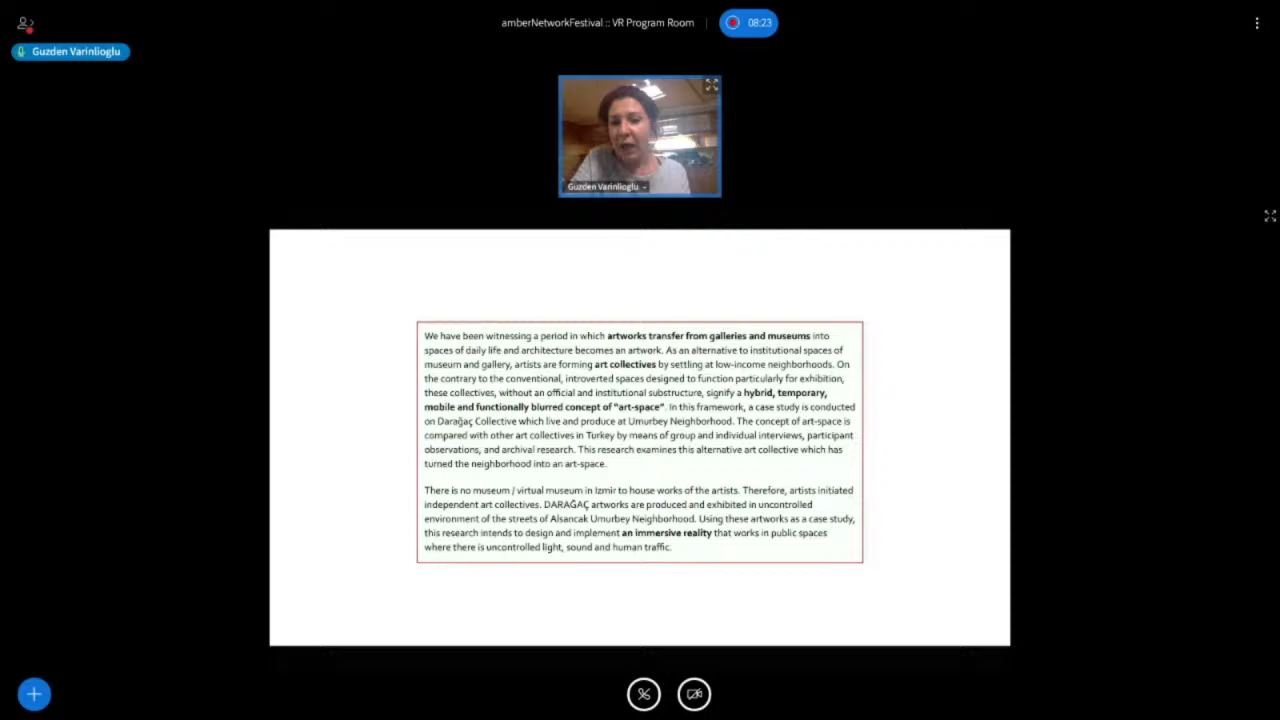 amberNetworkFestival :: VR Program Room
08:23
Guzden Varinlioglu
Guzden Varinlioglu
We have been witnessing a period in which artworks transfer from galleries and museums into
spaces of daily life and architecture becomes an artwork. As an alternative to institutional spaces of
museum and gallery, artists are forming art collectives by settling at low-income neighborhoods. On
the contrary to the conventional, introverted spaces designed to function particularly for exhibition,
these collectives, without an official and institutional substructure, signify a hybrid, temporary,
mobile and functionally blurred concept of "art-space". In this framework, a case study is conducted
on Darağaç Collective which live and produce at Umurbey Neighborhood. The concept of art-space is
compared with other art collectives in Turkey by means of group and individual interviews, participant
observations, and archival research. This research examines this alternative art collective which has
turned the neighborhood into an art-space.
There is no museum / virtual museum in Izmir to house works of the artists. Therefore, artists initiated
independent art collectives. DARAĞAÇ artworks are produced and exhibited in uncontrolled
environment of the streets of Alsancak Umurbey Neighborhood. Using these artworks as a case study,
this research intends to design and implement an immersive reality that works in public spaces
where there is uncontrolled light, sound and human traffic.